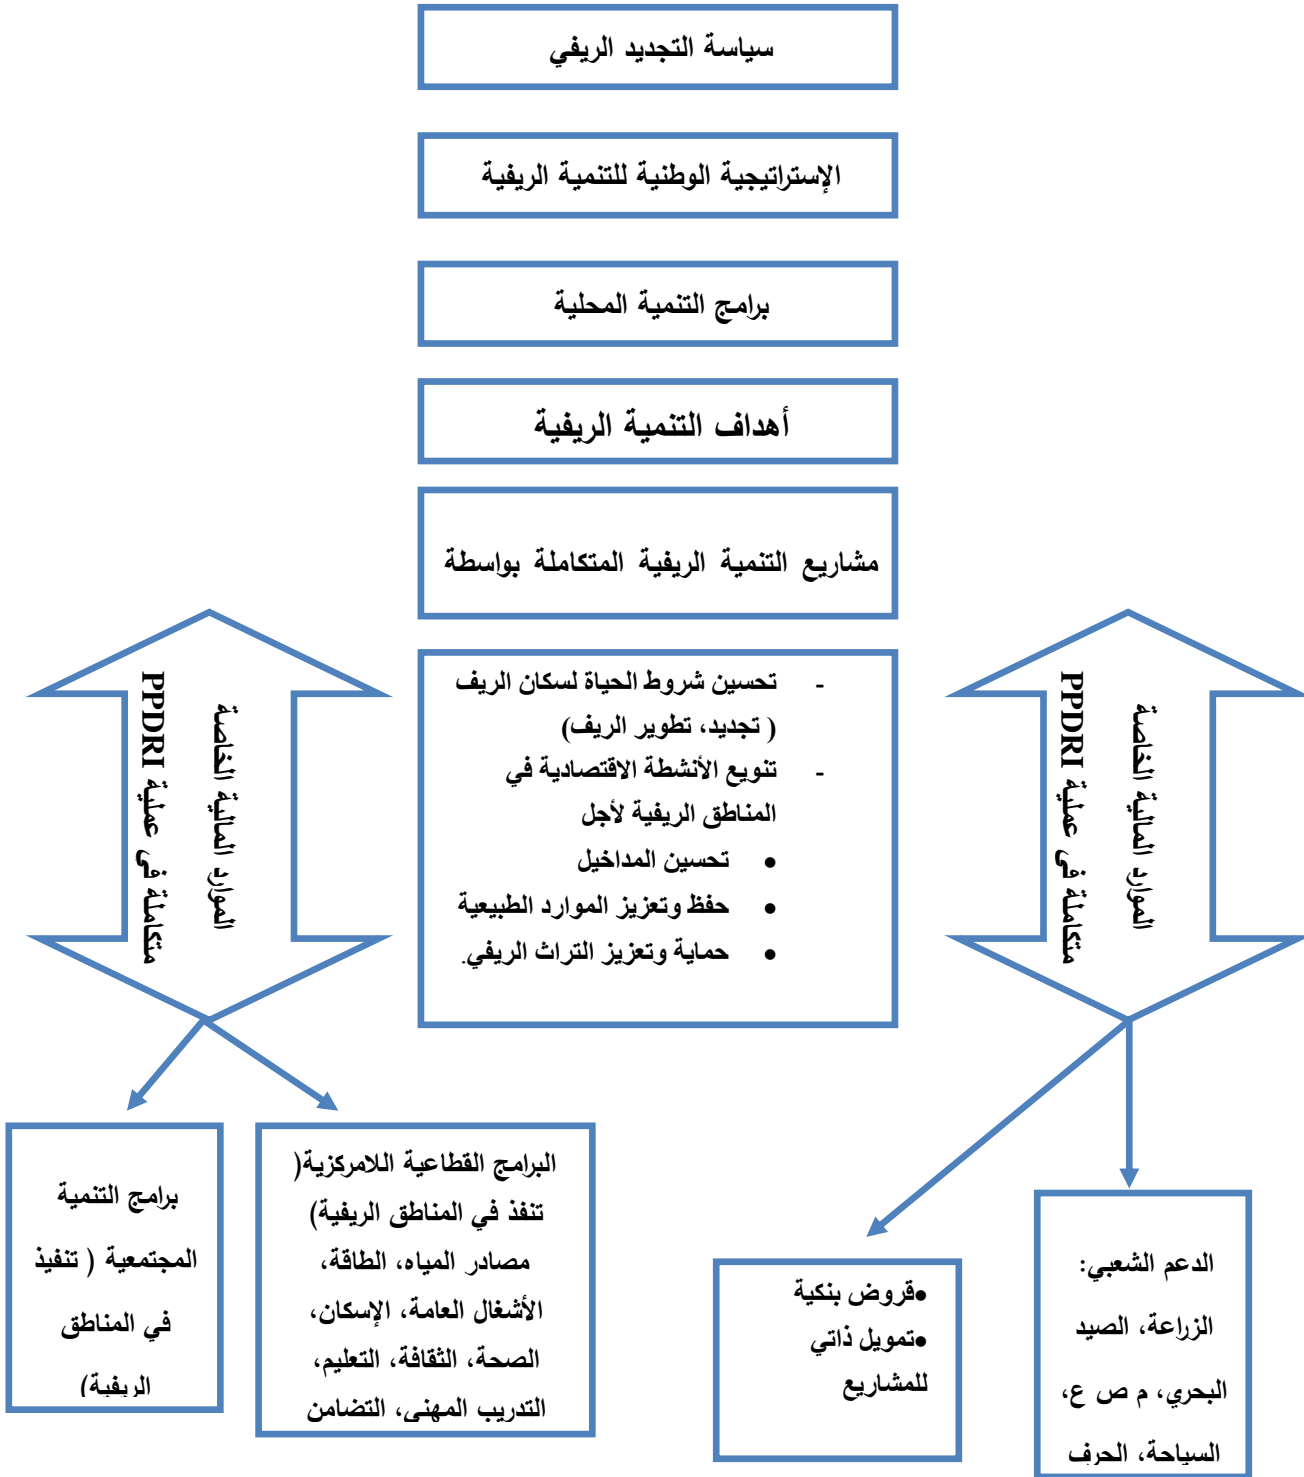 سياسة التجديد الريفي
الإستراتيجية الوطنية للتنمية الريفية
برامج التنمية المحلية
أهداف التنمية الريفية
مشاريع التنمية الريفية المتكاملة بواسطة
- تحسين شروط الحياة لسكان الريف
( تجديد، تطوير الريف)
- تنويع الأنشطة الاقتصادية في
المناطق الريفية لأجل
• تحسين المداخيل
• حفظ وتعزيز الموارد الطبيعية
• حماية وتعزيز التراث الريفي.
الموارد المالية الخاصة
PPDRI متكاملة في عملية
الموارد المالية الخاصة
PPDRI متكاملة في عملية
الدعم الشعبي:
الزراعة، الصيد
البحري، م ص ع،
السياحة، الحرف
•قروض بنكية
•تمويل ذاتي
للمشاريع
البرامج القطاعية اللامركزية(
تنفذ في المناطق الريفية)
مصادر المياه، الطاقة،
الأشغال العامة، الإسكان،
الصحة، الثقافة، التعليم،
التدريب المهني، التضامن
برامج التنمية
المجتمعية ( تنفيذ
في المناطق
الريفية)